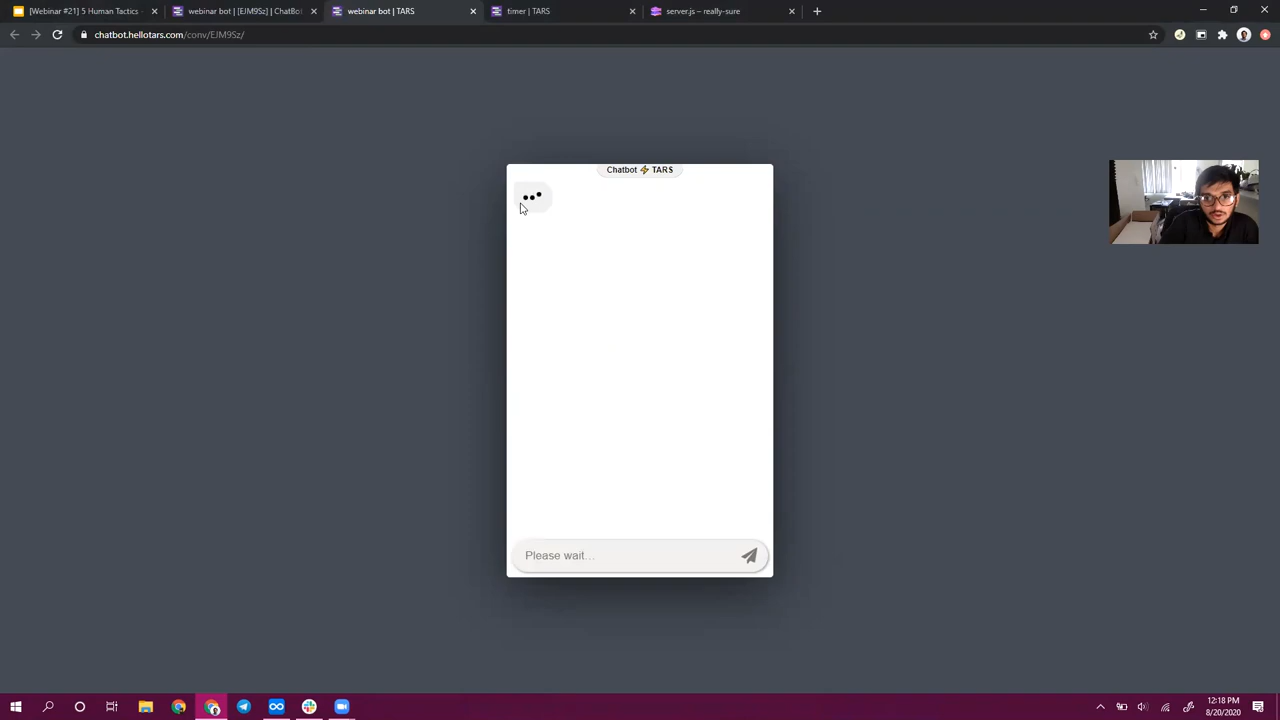 [Webinar #21] 5 Human Tactics -
webinar bot | [EJM9Sz] | ChatBot
webinar bot | TARS
timer | TARS
server.js – really-sure
chatbot.hellotars.com/conv/EJM9Sz/
Chatbot ⚡ TARS
Please wait...
12:18 PM
8/20/2020